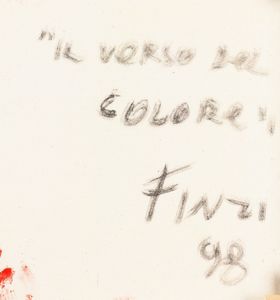 "IL VERSO DEL
COLORE"
FINZI
98